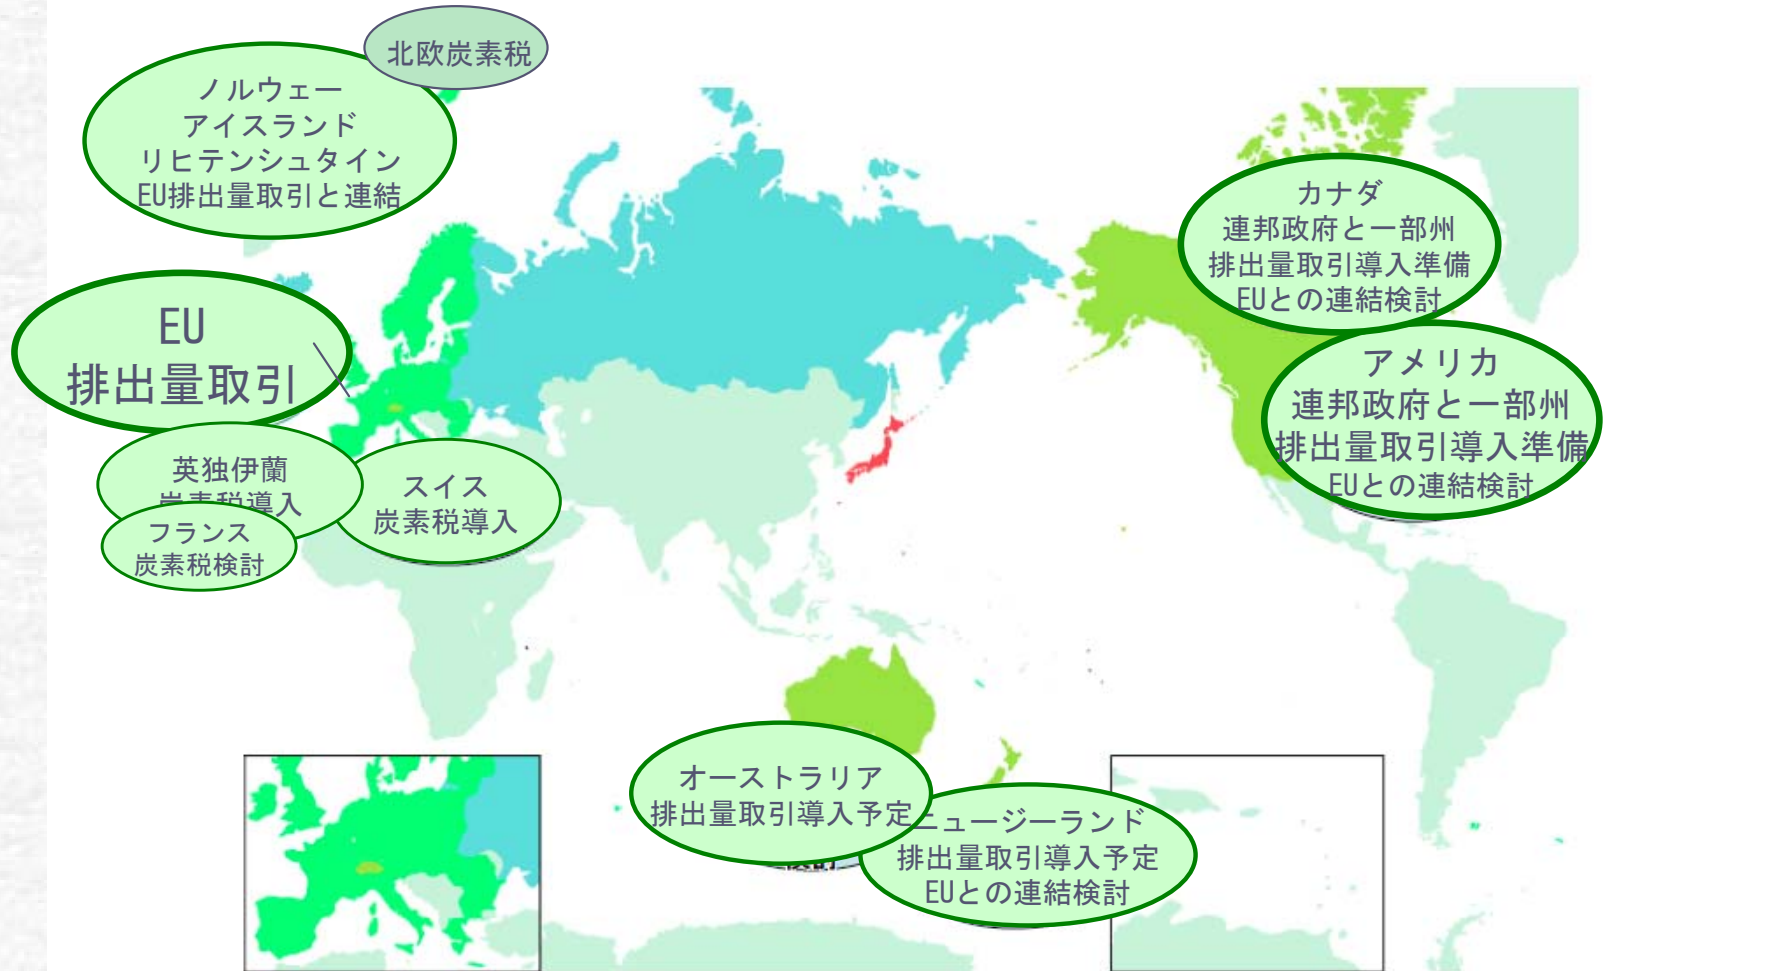 北欧炭素税
ノルウェー
アイスランド
リヒテンシュタイン
EU排出量取引と連結
カナダ
連邦政府と一部州
排出量取引導入準備
EUとの連結検討
EU
排出量取引
アメリカ
連邦政府と一部州
排出量取引導入準備
EUとの連結検討
英独伊蘭
炭素税導入
スイス
炭素税導入
フランス
炭素税検討
オーストラリア
排出量取引導入予定
ニュージーランド
排出量取引導入予定
EUとの連結検討